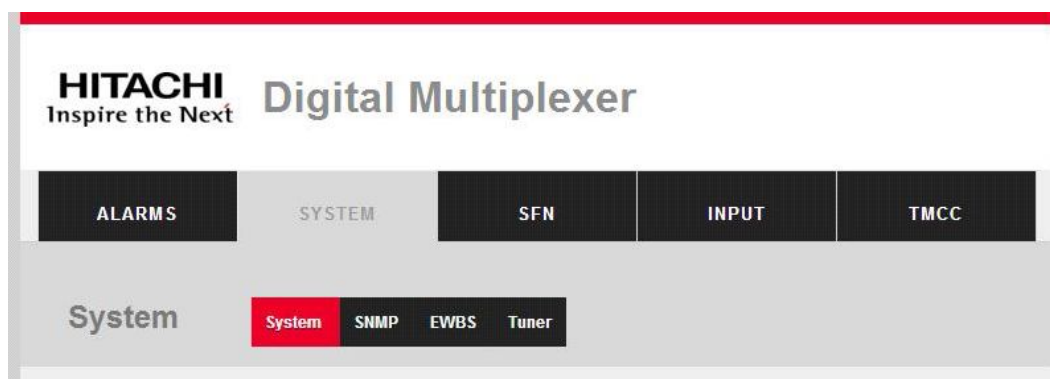 HITACHI
Inspire the Next
Digital Multiplexer
ALARMS SYSTEM SFN INPUT TMCC
System
System SNMP EWBS Tuner